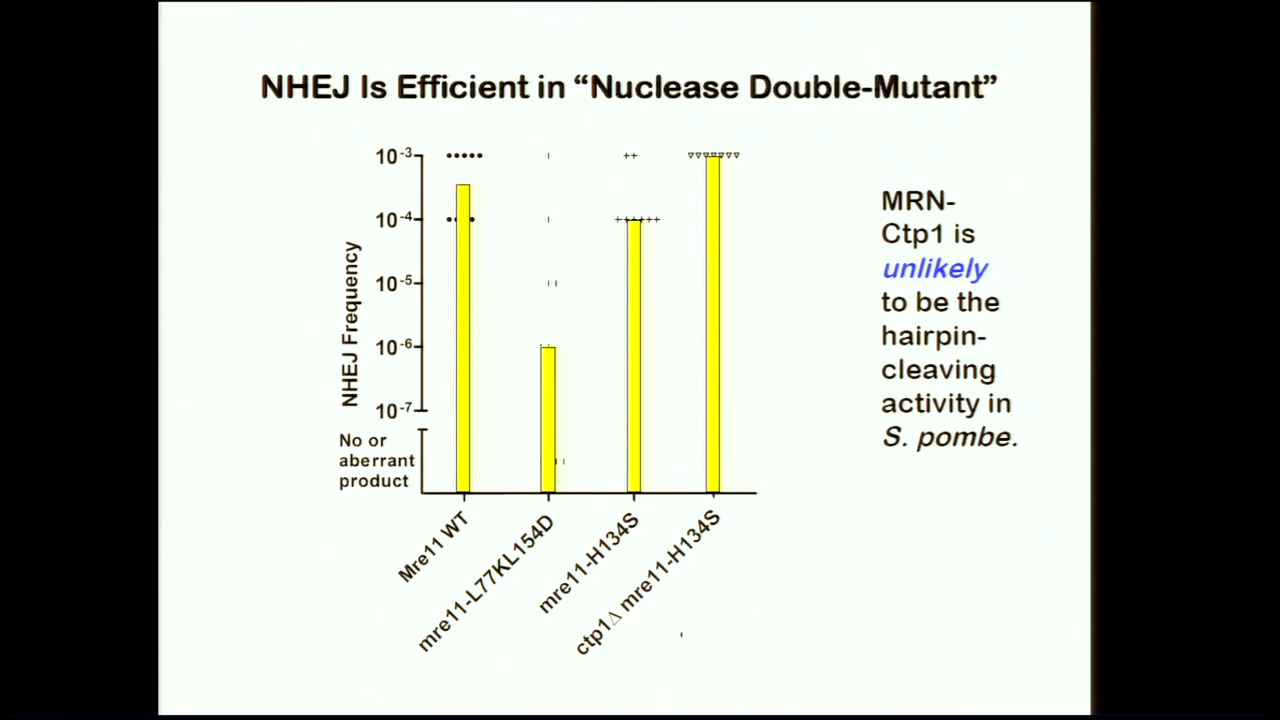 NHEJ Is Efficient in “Nuclease Double-Mutant”
10-3
10-4
10-5
10-6
10-7
NHEJ Frequency
No or
aberrant
product
Mre11 WT
mre11-L77KL154D
mre11-H134S
ctp1Δ mre11-H134S
MRN-
Ctp1 is
unlikely
to be the
hairpin-
cleaving
activity in
S. pombe.